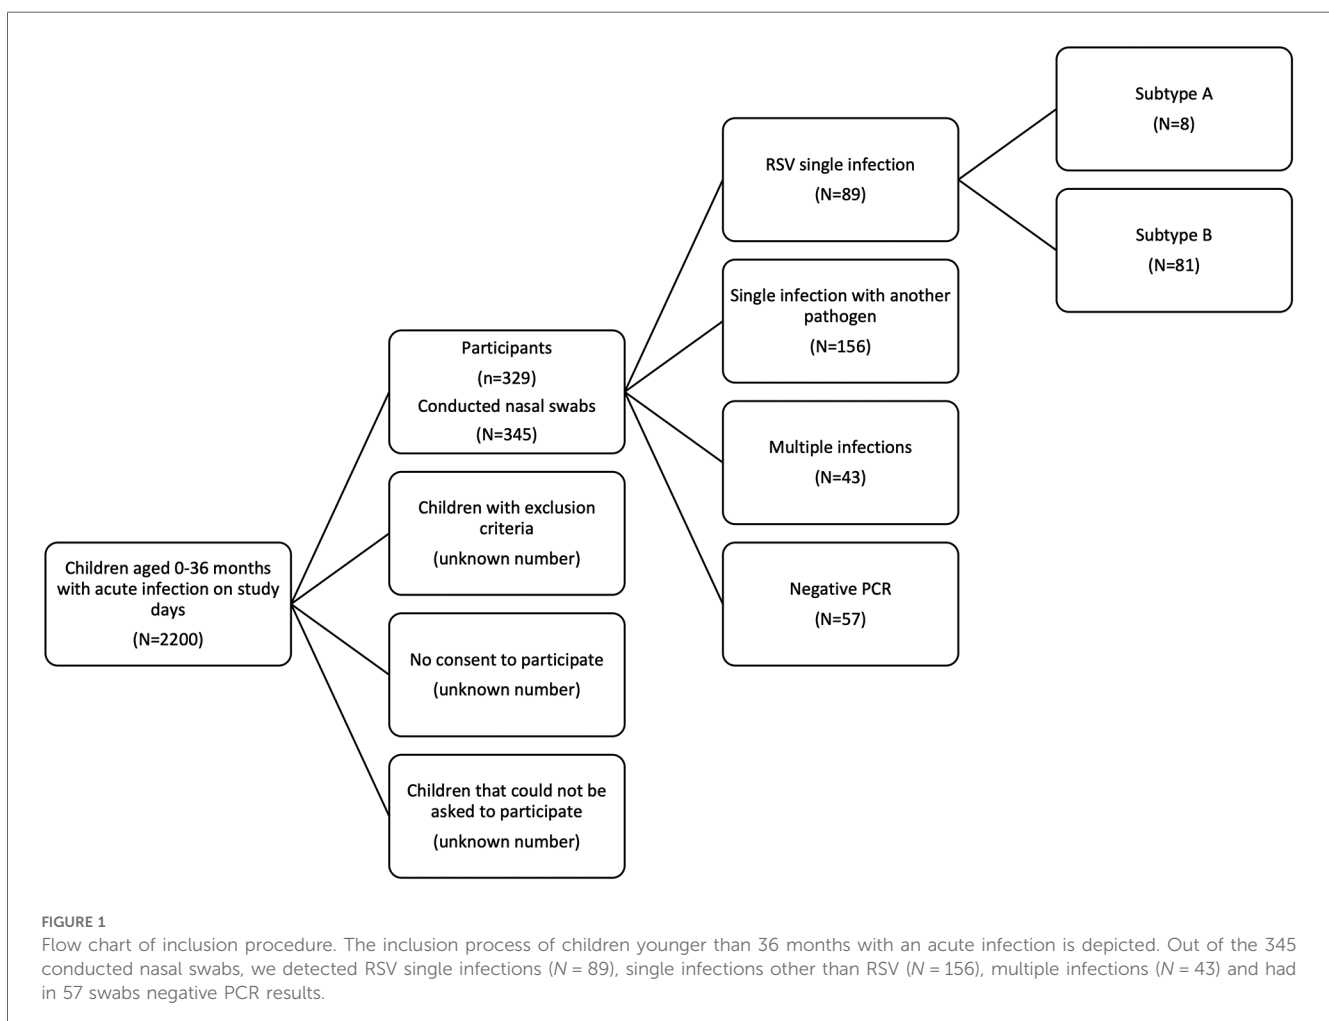 Children aged 0-36 months
with acute infection on study
days
(N=2200)
Participants
(n=329)
Conducted nasal swabs
(N=345)
Children with exclusion
criteria
(unknown number)
No consent to participate
(unknown number)
Children that could not be
asked to participate
(unknown number)
RSV single infection
(N=89)
Single infection with another
pathogen
(N=156)
Multiple infections
(N=43)
Negative PCR
(N=57)
Subtype A
(N=8)
Subtype B
(N=81)
FIGURE 1
Flow chart of inclusion procedure. The inclusion process of children younger than 36 months with an acute infection is depicted. Out of the 345
conducted nasal swabs, we detected RSV single infections (N = 89), single infections other than RSV (N = 156), multiple infections (N = 43) and had
in 57 swabs negative PCR results.